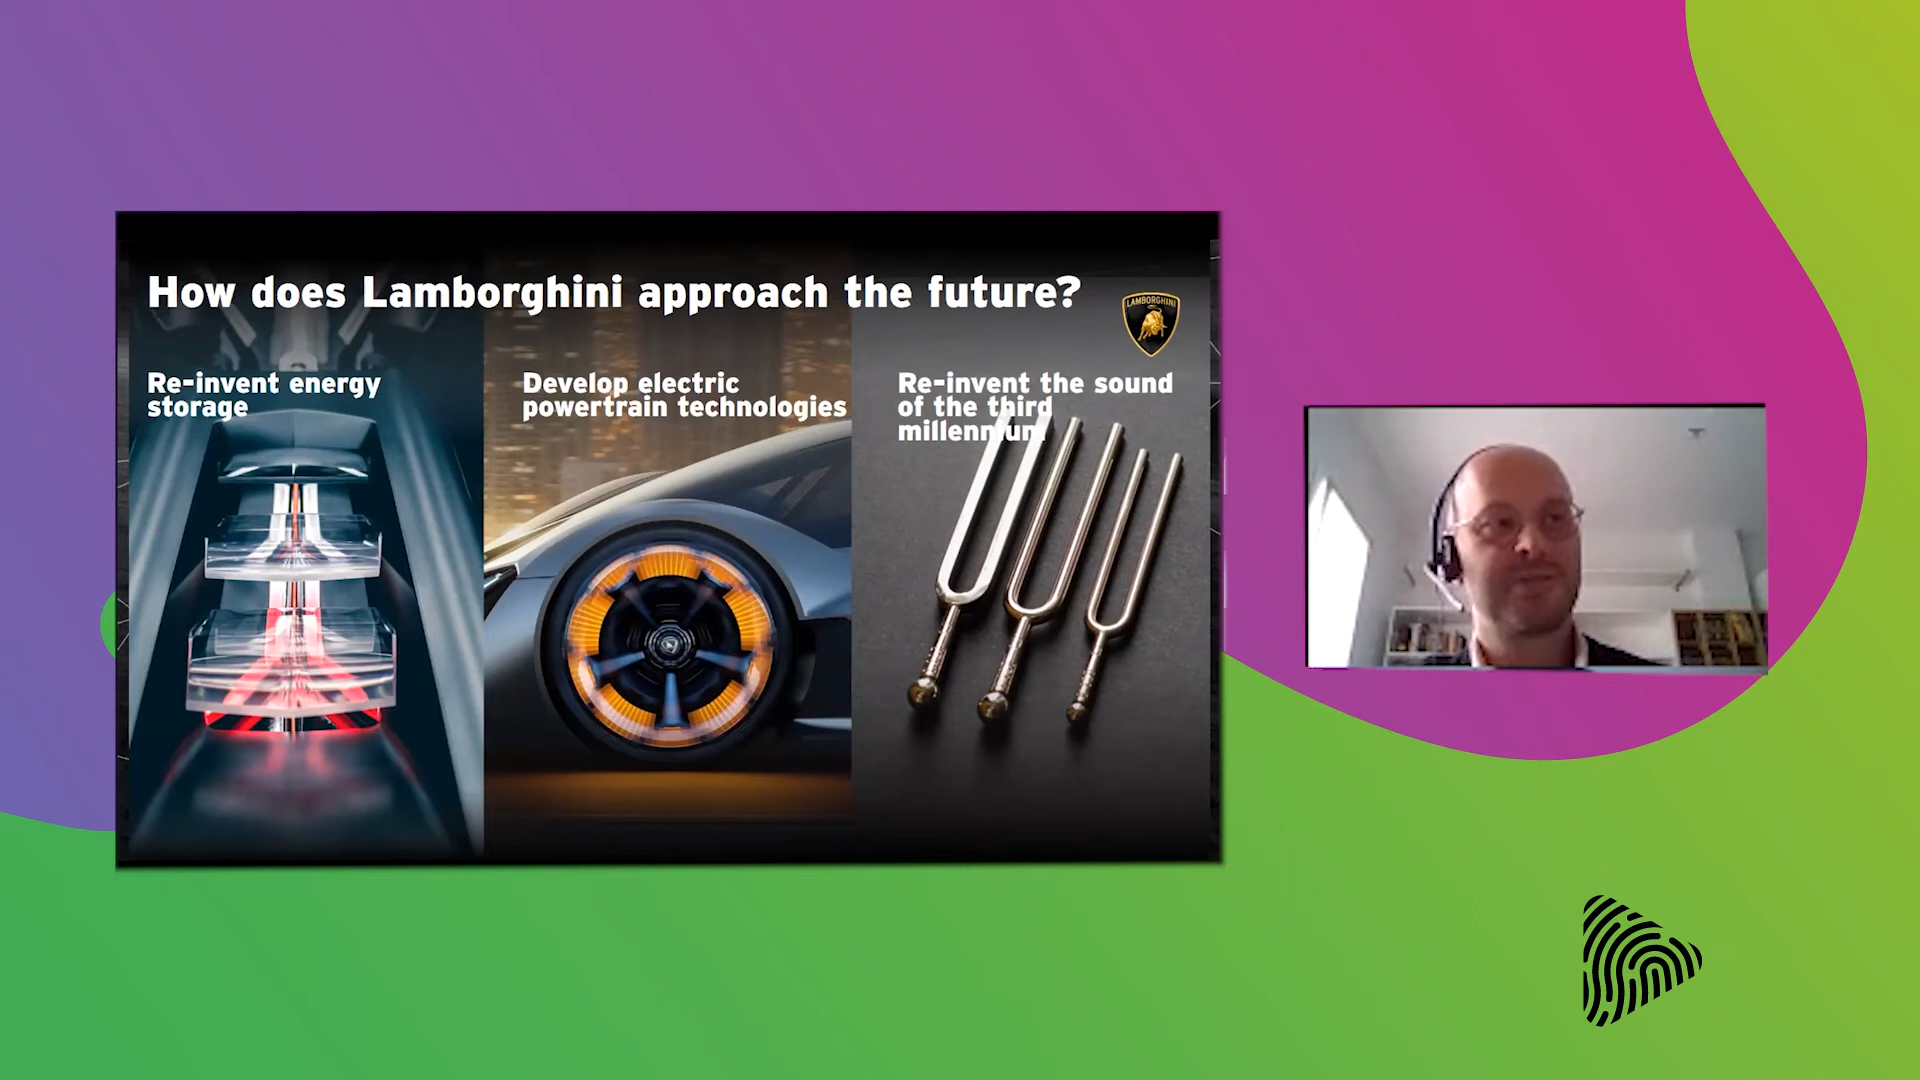 How does Lamborghini approach the future?
LAMBORGHINI
Re-invent energy
storage
Develop electric
powertrain technologies
Re-invent the sound
of the third
millennium